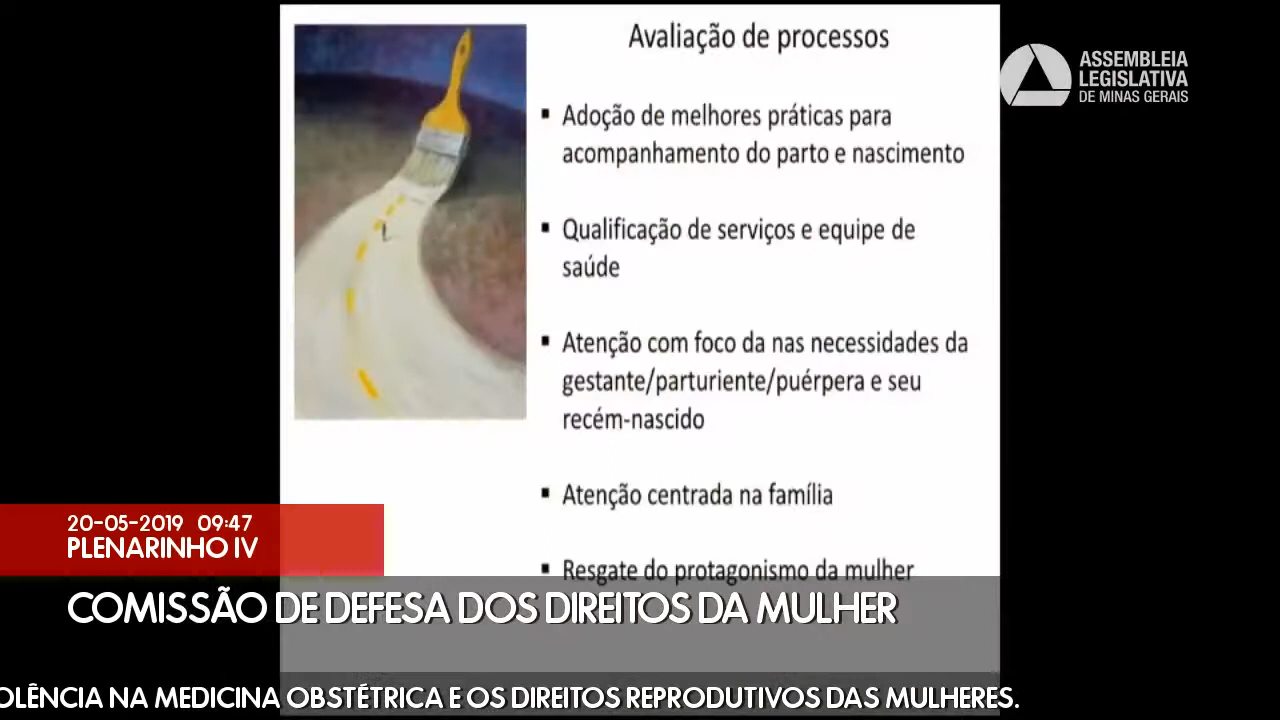 Avaliação de processos
ASSEMBLEIA
LEGISLATIVA
DE MINAS GERAIS
▪ Adoção de melhores práticas para
acompanhamento do parto e nascimento
▪ Qualificação de serviços e equipe de
saúde
▪ Atenção com foco da nas necessidades da
gestante/parturiente/puérpera e seu
recém-nascido
▪ Atenção centrada na família
▪ Resgate do protagonismo da mulher
20-05-2019 09:47
PLENARINHO IV
COMISSÃO DE DEFESA DOS DIREITOS DA MULHER
OLÊNCIA NA MEDICINA OBSTÉTRICA E OS DIREITOS REPRODUTIVOS DAS MULHERES.